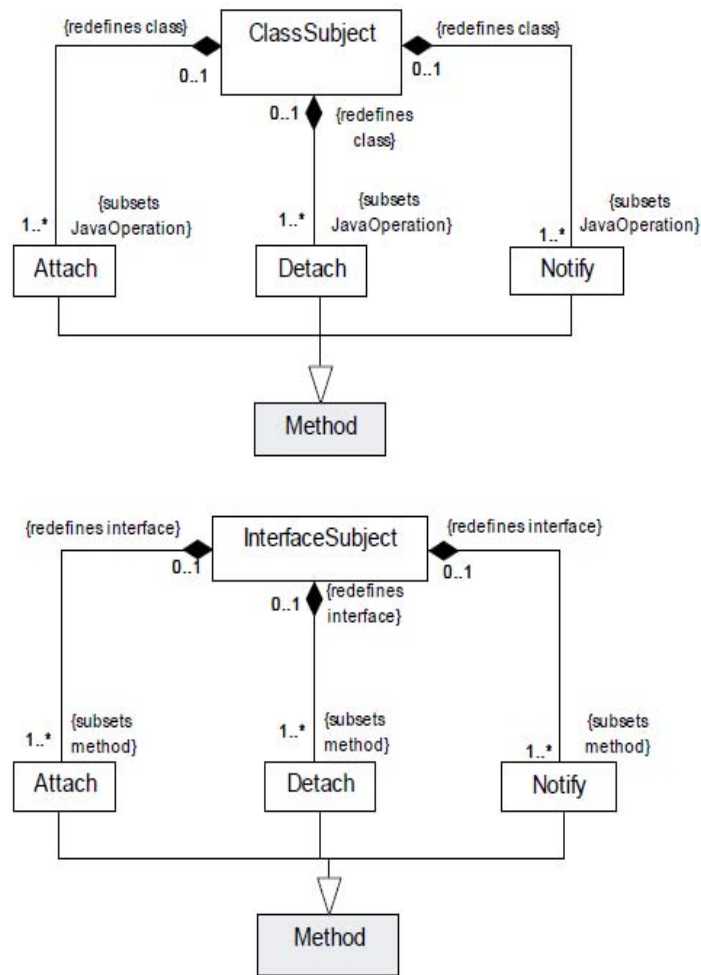 {redefines class}
ClassSubject
{redefines class}
0..1
0..1
0..1
{redefines
class}
{subsets
JavaOperation}
1..*
{subsets
JavaOperation}
1..*
{subsets
JavaOperation}
1..*
Attach
Detach
Notify
Method
{redefines interface}
InterfaceSubject
{redefines interface}
0..1
0..1
0..1
{redefines
interface}
{subsets
method}
1..*
{subsets
method}
1..*
{subsets
method}
1..*
Attach
Detach
Notify
Method